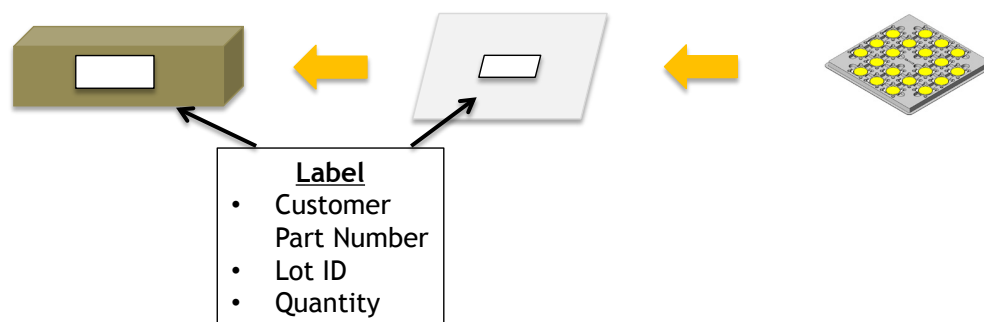 Label
• Customer
Part Number
• Lot ID
• Quantity